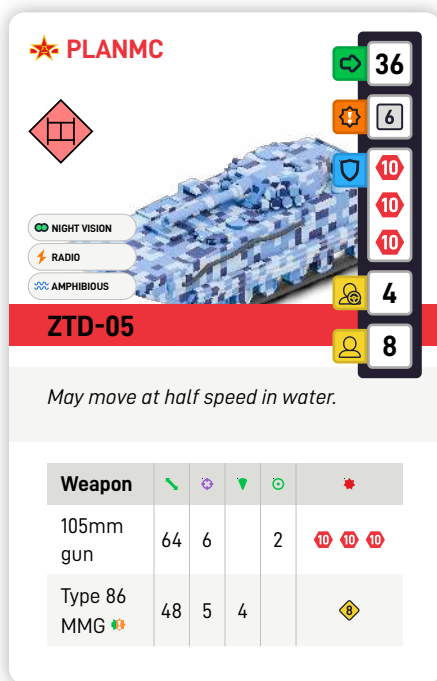 PLANMC
36
6
10
10
10
NIGHT VISION
RADIO
AMPHIBIOUS
4
ZTD-05
8
May move at half speed in water.
Weapon
105mm gun 64 6 2 10 10 10
Type 86 MMG 48 5 4 8